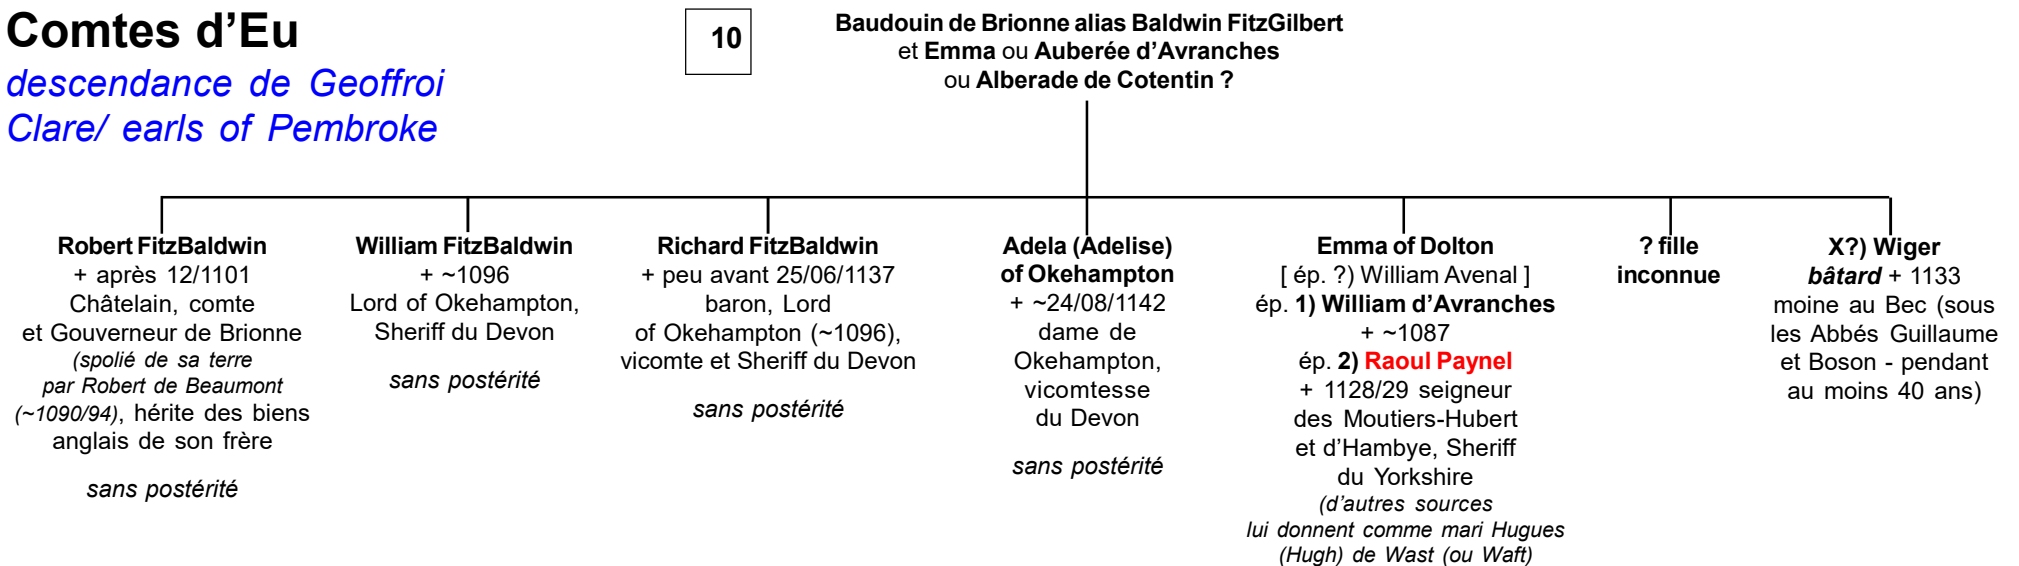 Comtes d’Eu
descendance de Geoffroi
Clare/ earls of Pembroke
10
Baudouin de Brionne alias Baldwin FitzGilbert
et Emma ou Auberée d’Avranches
ou Alberade de Cotentin ?
Robert FitzBaldwin
+ après 12/1101
Châtelain, comte
et Gouverneur de Brionne
(spolié de sa terre
par Robert de Beaumont
(~1090/94), hérite des biens
anglais de son frère
sans postérité
William FitzBaldwin
+ ~1096
Lord of Okehampton,
Sheriff du Devon
sans postérité
Richard FitzBaldwin
+ peu avant 25/06/1137
baron, Lord
of Okehampton (~1096),
vicomte et Sheriff du Devon
sans postérité
Adela (Adelise)
of Okehampton
+ ~24/08/1142
dame de
Okehampton,
vicomtesse
du Devon
sans postérité
Emma of Dolton
[ ép. ?) William Avenal ]
ép. 1) William d’Avranches
+ ~1087
ép. 2) Raoul Paynel
+ 1128/29 seigneur
des Moutiers-Hubert
et d’Hambye, Sheriff
du Yorkshire
(d’autres sources
lui donnent comme mari Hugues
(Hugh) de Wast (ou Waft)
? fille
inconnue
X?) Wiger
bâtard + 1133
moine au Bec (sous
les Abbés Guillaume
et Boson - pendant
au moins 40 ans)